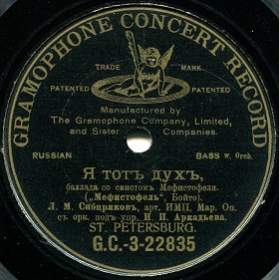 GRAMOPHONE CONCERT RECORD
TRADE MARK
PATENTED PATENTED
Manufactured by
The Gramophone Company, Limited,
and Sister Companies.
RUSSIAN BASS w. Orch.
Я тотъ духъ,
баллада со свистомъ Мефистофеля.
(„Мефистофель", Бойто).
Л. М. Сибиряковъ, арт. ИМП. Мар. Оп.
съ орк. подъ упр. П. П. Аркадьева.
ST. PETERSBURG.
G.C.-3-22835